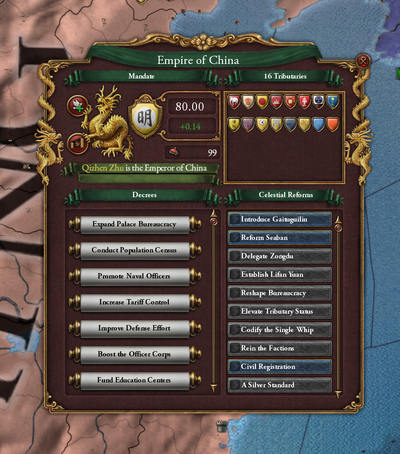 Empire of China
Mandate
16 Tributaries
明
80.00
+0.14
99
Qizhen Zhu is the Emperor of China
Decrees
Celestial Reforms
Expand Palace Bureaucracy
Conduct Population Census
Promote Naval Officers
Increase Tariff Control
Improve Defense Effort
Boost the Officer Corps
Fund Education Centers
Introduce Gaituguiliu
Reform Seaban
Delegate Zongdu
Establish Lifan Yuan
Reshape Bureaucracy
Elevate Tributary Status
Codify the Single Whip
Rein the Factions
Civil Registration
A Silver Standard